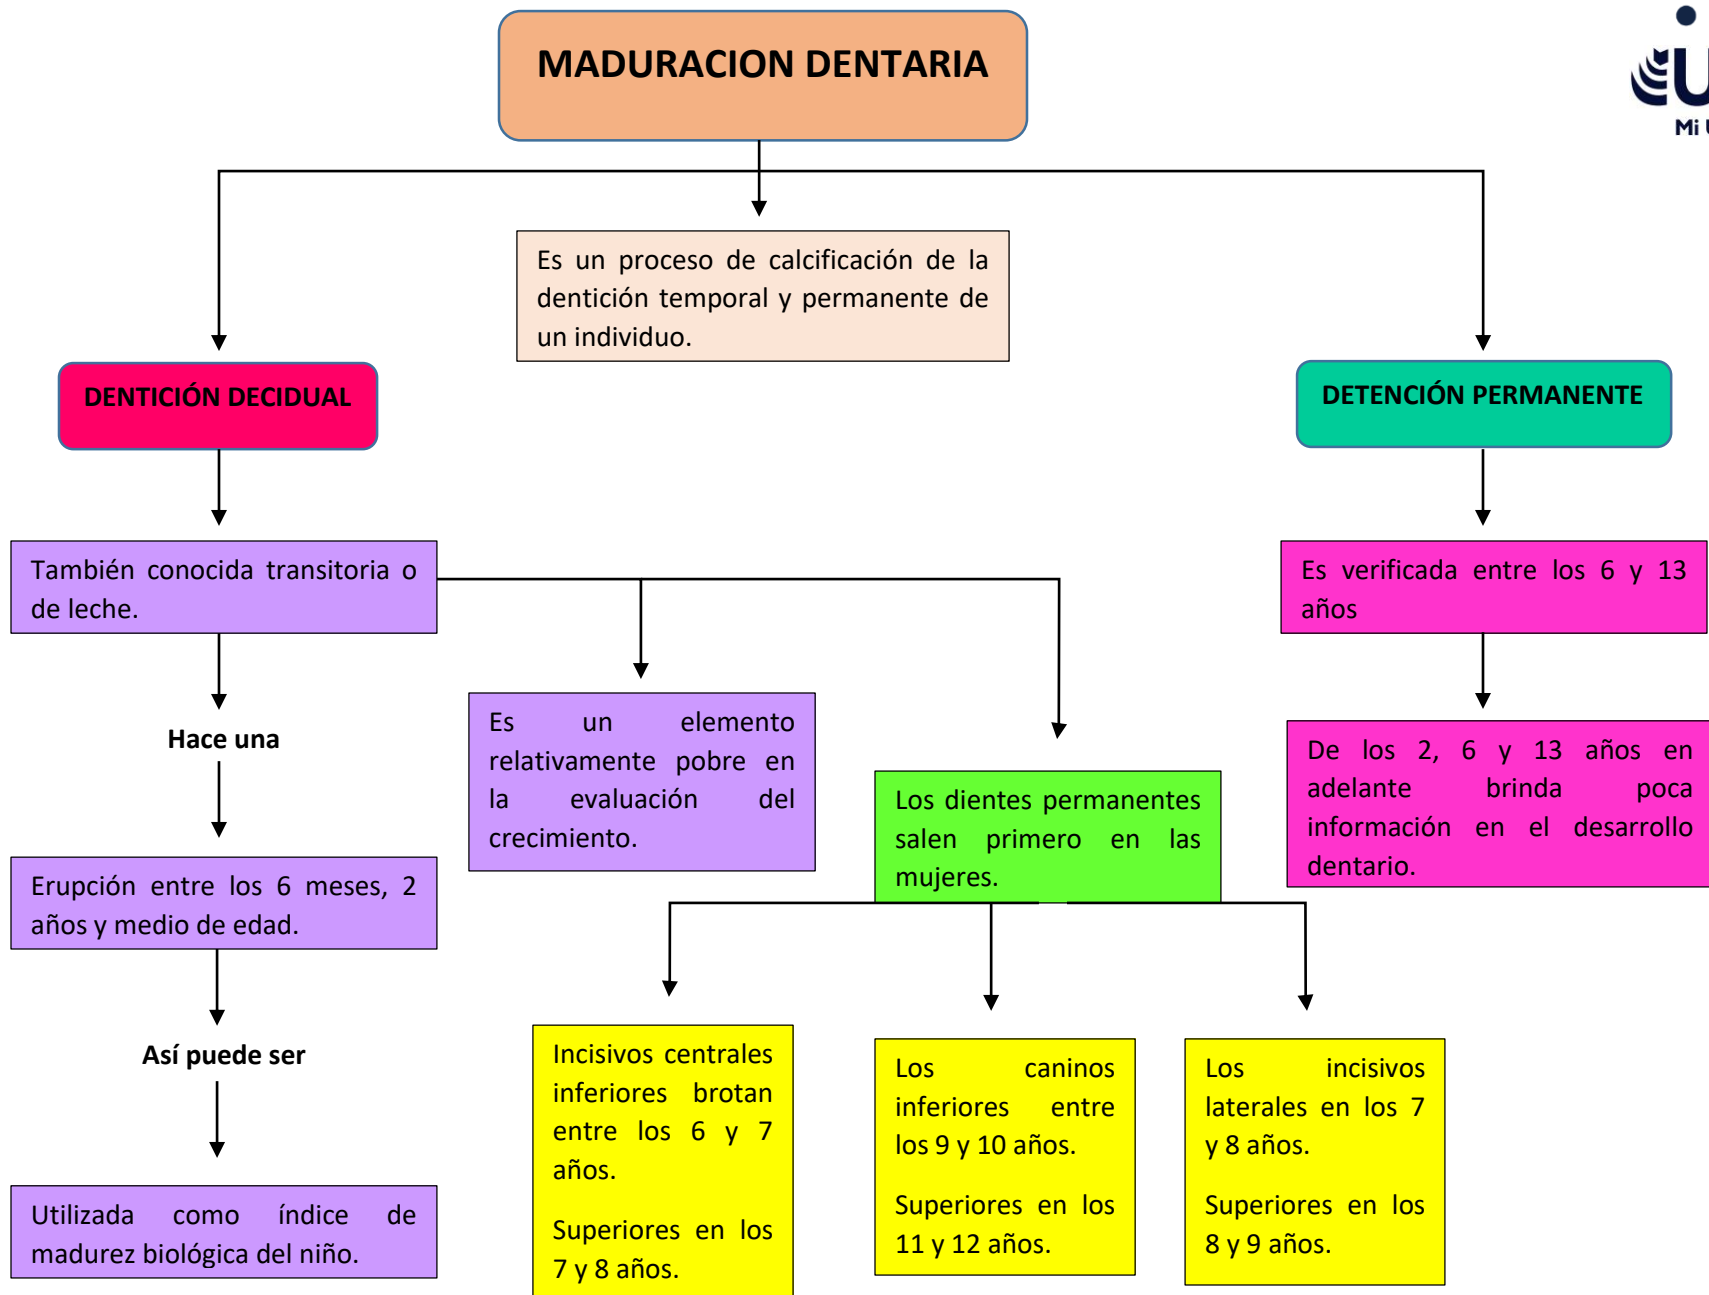 MADURACION DENTARIA
Mi U
Es un proceso de calcificación de la
dentición temporal y permanente de
un individuo.
DENTICIÓN DECIDUAL
DETENCIÓN PERMANENTE
También conocida transitoria o
de leche.
Es verificada entre los 6 y 13
años
Hace una
Es un elemento
relativamente pobre en
la evaluación del
crecimiento.
Los dientes permanentes
salen primero en las
mujeres.
De los 2, 6 y 13 años en
adelante brinda poca
información en el desarrollo
dentario.
Erupción entre los 6 meses, 2
años y medio de edad.
Así puede ser
Utilizada como índice de
madurez biológica del niño.
Incisivos centrales
inferiores brotan
entre los 6 y 7
años.
Superiores en los
7 y 8 años.
Los caninos
inferiores entre
los 9 y 10 años.
Superiores en los
11 y 12 años.
Los incisivos
laterales en los 7
y 8 años.
Superiores en los
8 y 9 años.